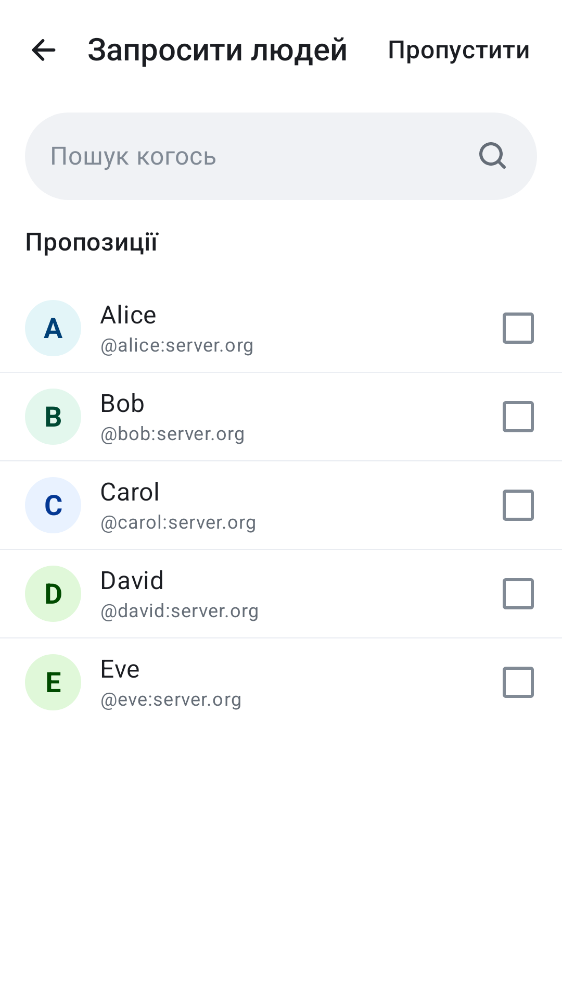 Запросити людей Пропустити
Пошук когось
Пропозиції
A Alice
@alice:server.org
B Bob
@bob:server.org
C Carol
@carol:server.org
D David
@david:server.org
E Eve
@eve:server.org